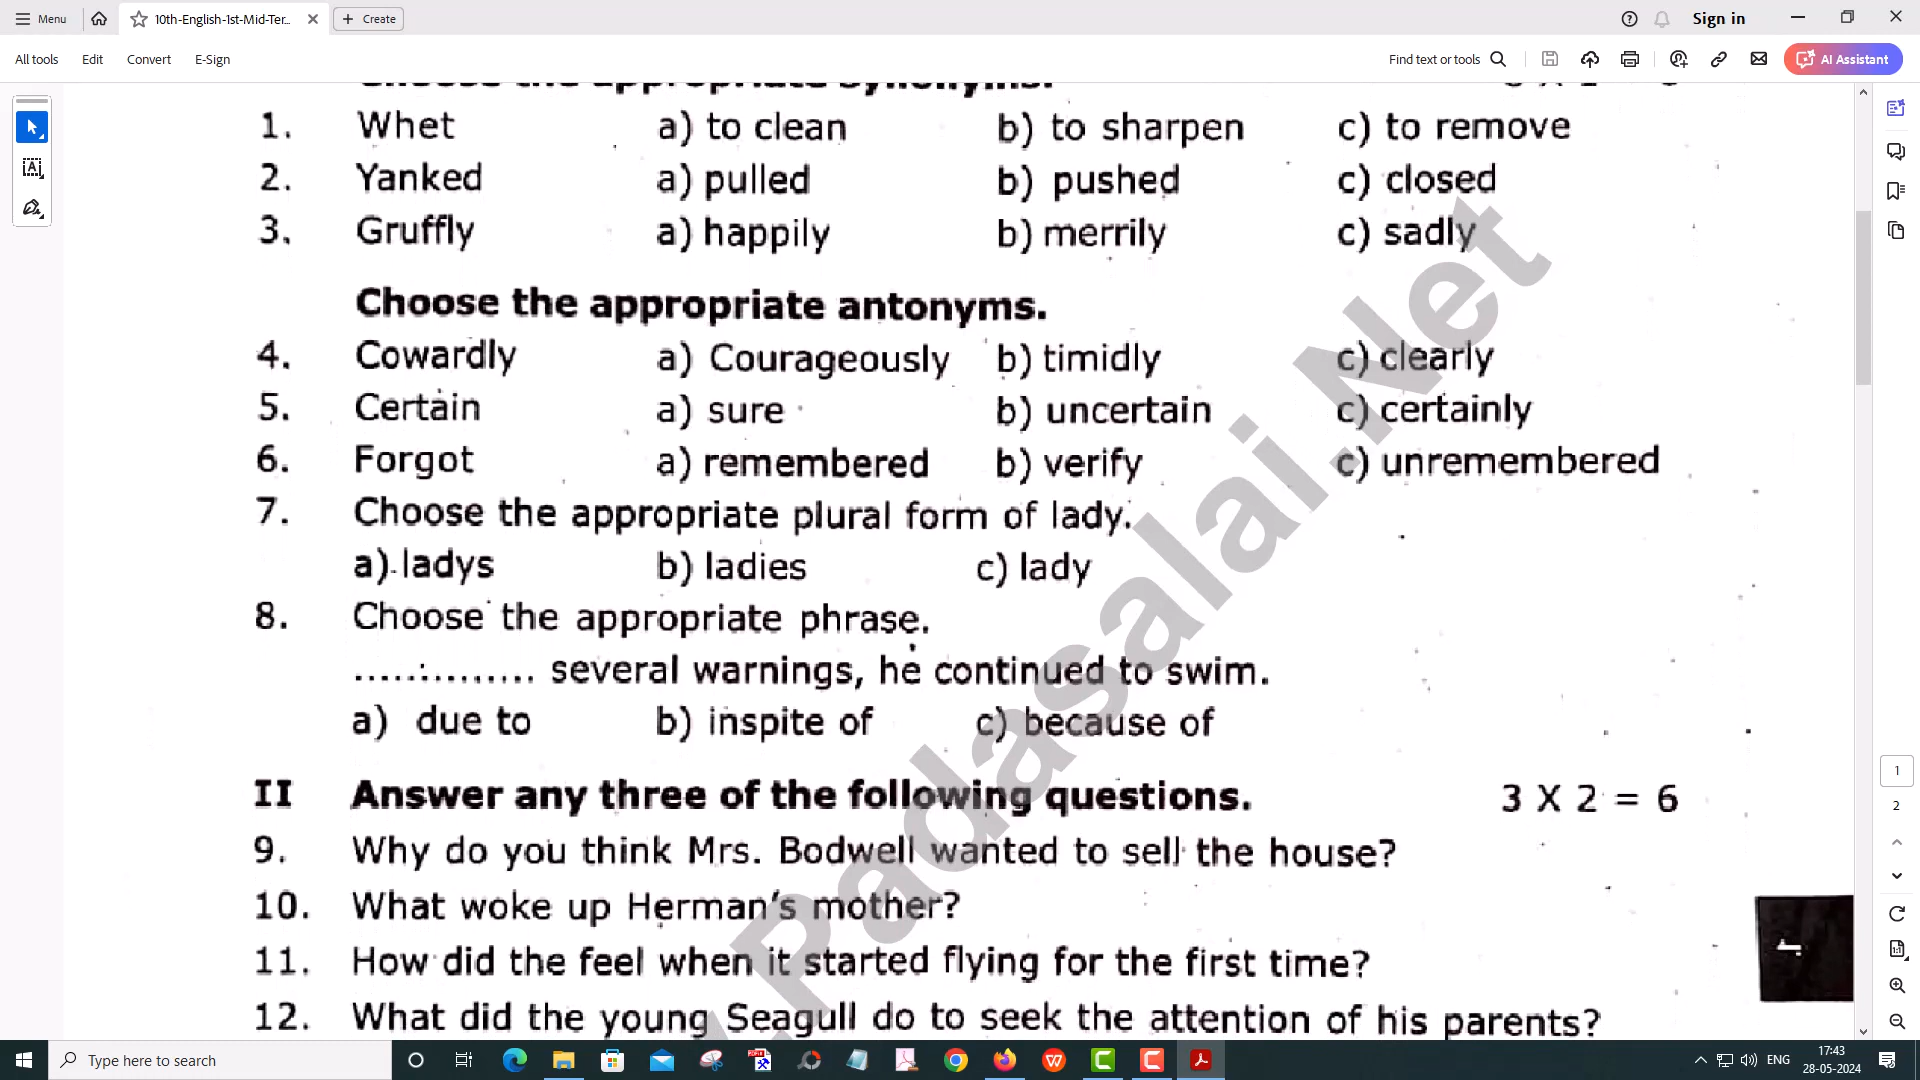 Menu
10th-English-1st-Mid-Ter...
Create
Sign in
All tools Edit Convert E-Sign
Find text or tools
AI Assistant
Choose the appropriate synonyms.
1. Whet a) to clean b) to sharpen c) to remove
2. Yanked a) pulled b) pushed c) closed
3. Gruffly a) happily b) merrily c) sadly
Choose the appropriate antonyms.
4. Cowardly a) Courageously b) timidly c) clearly
5. Certain a) sure b) uncertain c) certainly
6. Forgot a) remembered b) verify c) unremembered
7. Choose the appropriate plural form of lady.
a) ladys b) ladies c) lady
8. Choose the appropriate phrase.
............... several warnings, he continued to swim.
a) due to b) inspite of c) because of
II Answer any three of the following questions. 3 X 2 = 6
9. Why do you think Mrs. Bodwell wanted to sell the house?
10. What woke up Herman's mother?
11. How did the feel when it started flying for the first time?
12. What did the young Seagull do to seek the attention of his parents?
.Padasalai.Net
1
2
Type here to search
ENG
17:43
28-05-2024